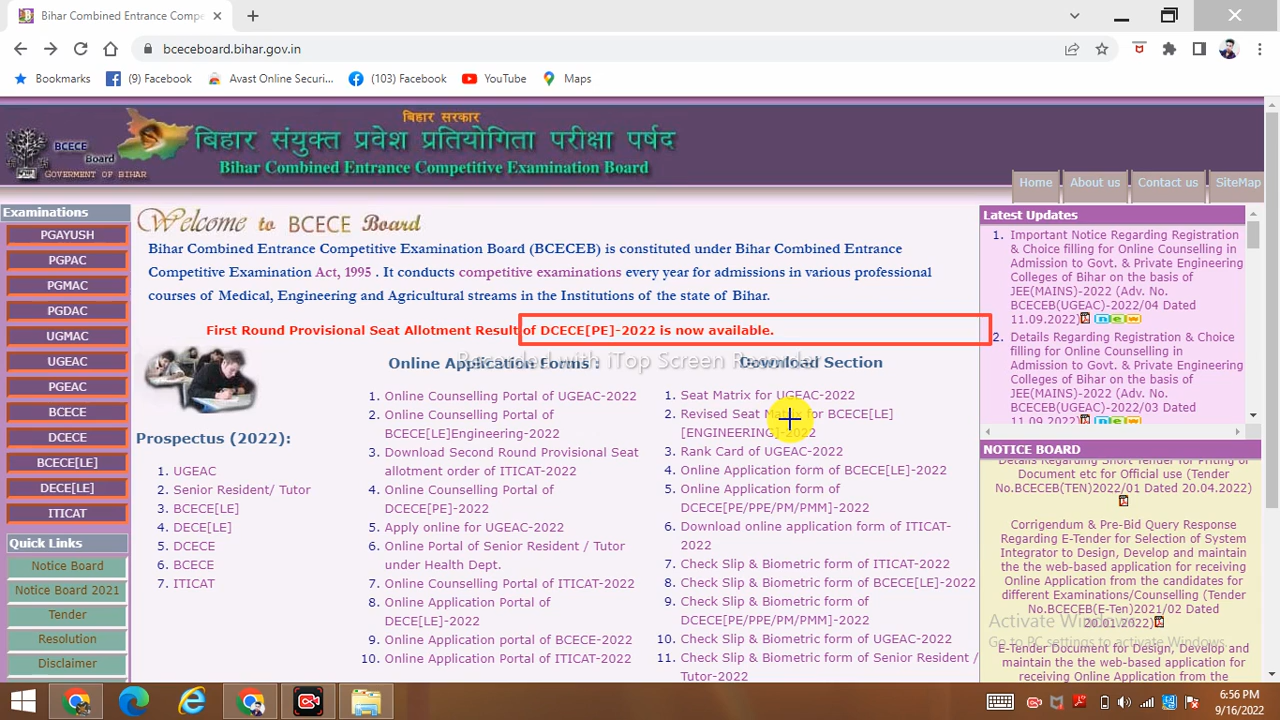 Bihar Combined Entrance Compe
bceceboard.bihar.gov.in
Bookmarks
(9) Facebook
Avast Online Securi...
(103) Facebook
YouTube
Maps
बिहार सरकार
बिहार संयुक्त प्रवेश प्रतियोगिता परीक्षा पर्षद
Bihar Combined Entrance Competitive Examination Board
BCECE
Board
GOVERMENT OF BIHAR
Home
About us
Contact us
SiteMap
Examinations
PGAYUSH
PGPAC
PGMAC
PGDAC
UGMAC
UGEAC
PGEAC
BCECE
DCECE
BCECE[LE]
DECE[LE]
ITICAT
Quick Links
Notice Board
Notice Board 2021
Tender
Resolution
Disclaimer
Welcome to BCECE Board
Bihar Combined Entrance Competitive Examination Board (BCECEB) is constituted under Bihar Combined Entrance
Competitive Examination Act, 1995 . It conducts competitive examinations every year for admissions in various professional
courses of Medical, Engineering and Agricultural streams in the Institutions of the state of Bihar.
First Round Provisional Seat Allotment Result of DCECE[PE]-2022 is now available.
Recorded with iTop Screen Recorder
Prospectus (2022):
1. UGEAC
2. Senior Resident/ Tutor
3. BCECE[LE]
4. DECE[LE]
5. DCECE
6. BCECE
7. ITICAT
Online Application Forms :
1. Online Counselling Portal of UGEAC-2022
2. Online Counselling Portal of
BCECE[LE]Engineering-2022
3. Download Second Round Provisional Seat
allotment order of ITICAT-2022
4. Online Counselling Portal of
DCECE[PE]-2022
5. Apply online for UGEAC-2022
6. Online Portal of Senior Resident / Tutor
under Health Dept.
7. Online Counselling Portal of ITICAT-2022
8. Online Application Portal of
DECE[LE]-2022
9. Online Application portal of BCECE-2022
10. Online Application Portal of ITICAT-2022
Download Section
1. Seat Matrix for UGEAC-2022
2. Revised Seat Matrix for BCECE[LE]
[ENGINEERING]-2022
3. Rank Card of UGEAC-2022
4. Online Application form of BCECE[LE]-2022
5. Online Application form of
DCECE[PE/PPE/PM/PMM]-2022
6. Download online application form of ITICAT-
2022
7. Check Slip & Biometric form of ITICAT-2022
8. Check Slip & Biometric form of BCECE[LE]-2022
9. Check Slip & Biometric form of
DCECE[PE/PPE/PM/PMM]-2022
10. Check Slip & Biometric form of UGEAC-2022
11. Check Slip & Biometric form of Senior Resident /
Tutor-2022
Latest Updates
1. Important Notice Regarding Registration
& Choice filling for Online Counselling in
Admission to Govt. & Private Engineering
Colleges of Bihar on the basis of
JEE(MAINS)-2022 (Adv. No.
BCECEB(UGEAC)-2022/04 Dated
11.09.2022) new
2. Details Regarding Registration & Choice
filling for Online Counselling in
Admission to Govt. & Private Engineering
Colleges of Bihar on the basis of
JEE(MAINS)-2022 (Adv. No.
BCECEB(UGEAC)-2022/03 Dated
11.09.2022) new
NOTICE BOARD
Details Regarding Short Tender for Priting of
Document etc for Official use (Tender
No.BCECEB(TEN)2022/01 Dated 20.04.2022)
Corrigendum & Pre-Bid Query Response
Regarding E-Tender for Selection of System
Integrator to Design, Develop and maintain
the the web-based application for receiving
Online Application from the candidates for
different Examinations/Counselling (Tender
No.BCECEB(E-Ten)2021/02 Dated
20.01.2022)
E-Tender Document for Design, Develop and
maintain the the web-based application for
receiving Online Application from the
Activate Windows
Go to PC settings to activate Windows.
6:56 PM
9/16/2022